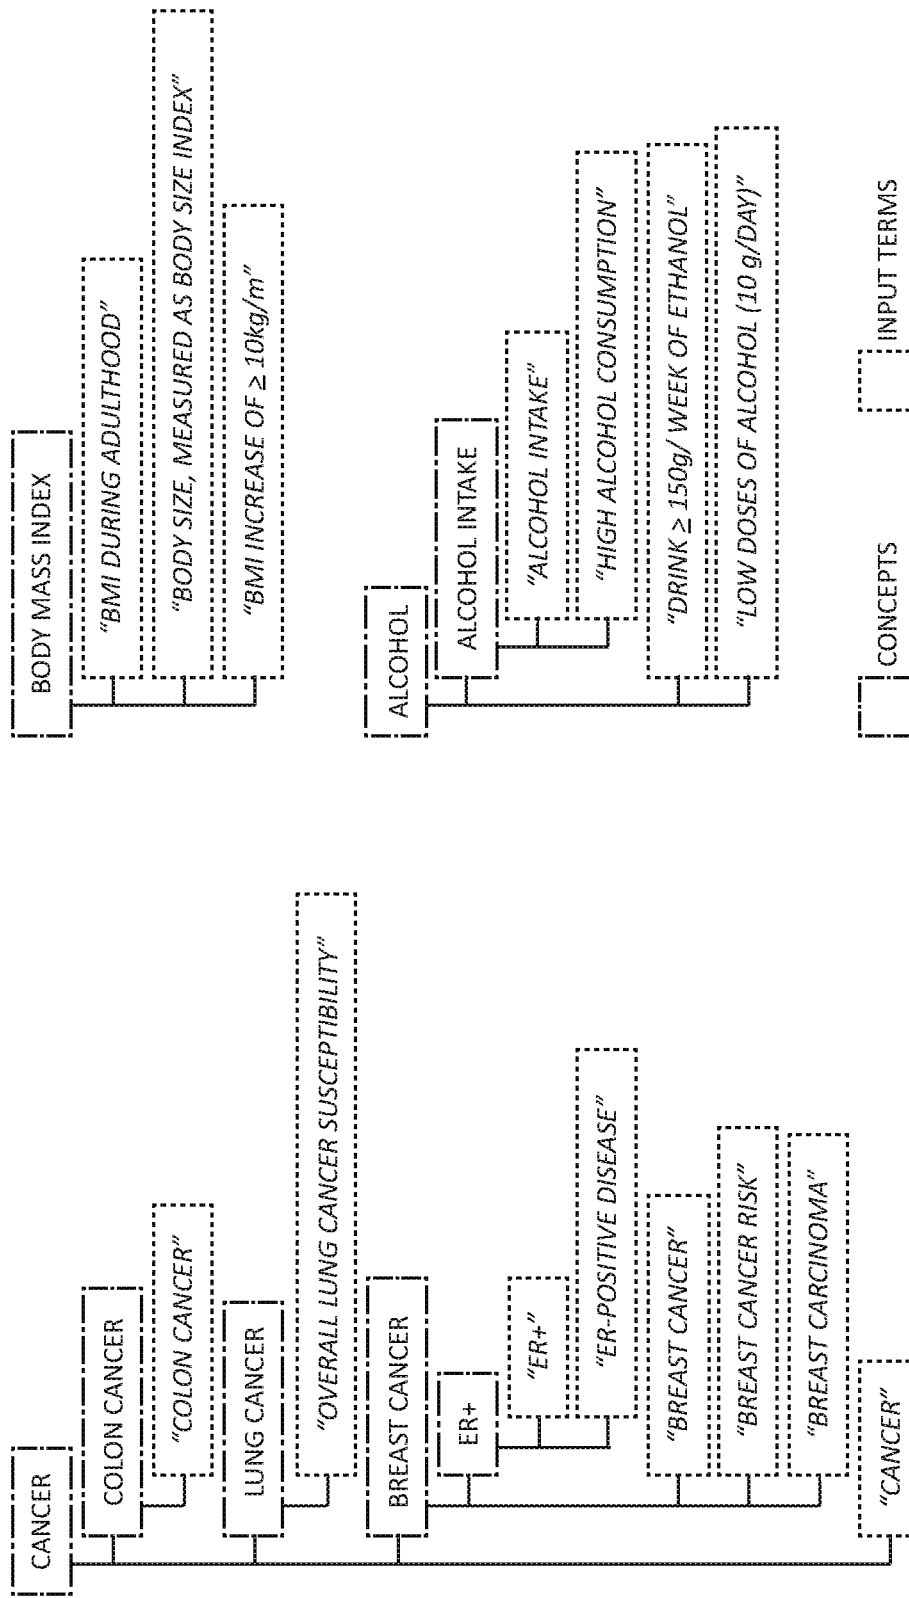 CANCER
COLON CANCER
“COLON CANCER”
LUNG CANCER
“OVERALL LUNG CANCER SUSCEPTIBILITY”
BREAST CANCER
ER+
“ER+”
“ER-POSITIVE DISEASE”
“BREAST CANCER”
“BREAST CANCER RISK”
“BREAST CARCINOMA”
“CANCER”
BODY MASS INDEX
“BMI DURING ADULTHOOD”
“BODY SIZE, MEASURED AS BODY SIZE INDEX”
“BMI INCREASE OF ≥ 10kg/m”
ALCOHOL
ALCOHOL INTAKE
“ALCOHOL INTAKE”
“HIGH ALCOHOL CONSUMPTION”
“DRINK ≥ 150g/ WEEK OF ETHANOL”
“LOW DOSES OF ALCOHOL (10 g/DAY)”
CONCEPTS
INPUT TERMS